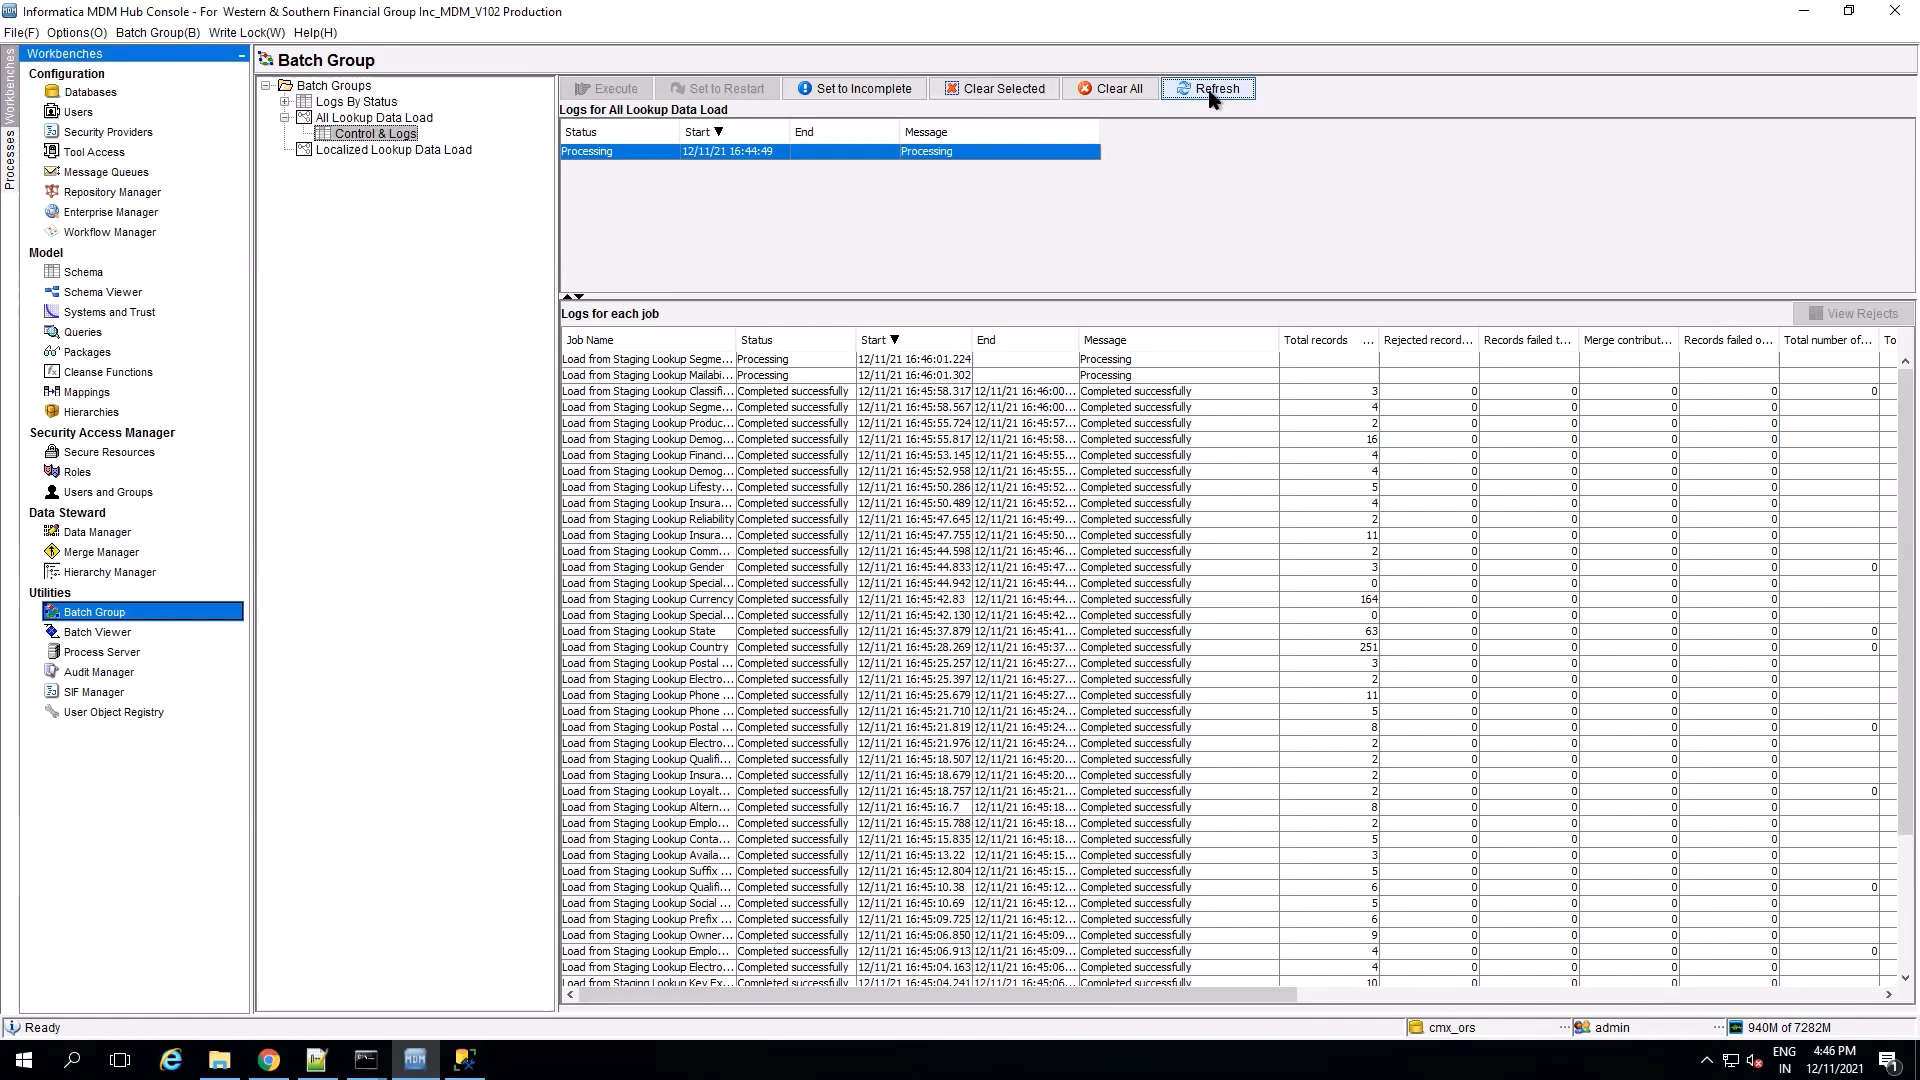 Informatica MDM Hub Console - For Western & Southern Financial Group Inc_MDM_V102 Production
File(F) Options(O) Batch Group(B) Write Lock(W) Help(H)
Workbenches
Processes
Workbenches
Configuration
Databases
Users
Security Providers
Tool Access
Message Queues
Repository Manager
Enterprise Manager
Workflow Manager
Model
Schema
Schema Viewer
Systems and Trust
Queries
Packages
Cleanse Functions
Mappings
Hierarchies
Security Access Manager
Secure Resources
Roles
Users and Groups
Data Steward
Data Manager
Merge Manager
Hierarchy Manager
Utilities
Batch Group
Batch Viewer
Process Server
Audit Manager
SIF Manager
User Object Registry
Batch Group
Batch Groups
Logs By Status
All Lookup Data Load
Control & Logs
Localized Lookup Data Load
Execute Set to Restart Set to Incomplete Clear Selected Clear All Refresh
Logs for All Lookup Data Load
Status Start End Message
Processing 12/11/21 16:44:49 Processing
Logs for each job
View Rejects
Job Name Status Start End Message Total records ... Rejected record... Records failed t... Merge contribut... Records failed o... Total number of... To
Load from Staging Lookup Segme... Processing 12/11/21 16:46:01.224 Processing
Load from Staging Lookup Mailabi... Processing 12/11/21 16:46:01.302 Processing
Load from Staging Lookup Classifi... Completed successfully 12/11/21 16:45:58.317 12/11/21 16:46:00... Completed successfully 3 0 0 0 0 0
Load from Staging Lookup Segme... Completed successfully 12/11/21 16:45:58.567 12/11/21 16:46:00... Completed successfully 4 0 0 0 0
Load from Staging Lookup Produc... Completed successfully 12/11/21 16:45:55.724 12/11/21 16:45:57... Completed successfully 2 0 0 0 0
Load from Staging Lookup Demog... Completed successfully 12/11/21 16:45:55.817 12/11/21 16:45:58... Completed successfully 16 0 0 0 0
Load from Staging Lookup Financi... Completed successfully 12/11/21 16:45:53.145 12/11/21 16:45:55... Completed successfully 4 0 0 0 0
Load from Staging Lookup Demog... Completed successfully 12/11/21 16:45:52.958 12/11/21 16:45:55... Completed successfully 4 0 0 0 0
Load from Staging Lookup Lifesty... Completed successfully 12/11/21 16:45:50.286 12/11/21 16:45:52... Completed successfully 5 0 0 0 0
Load from Staging Lookup Insura... Completed successfully 12/11/21 16:45:50.489 12/11/21 16:45:52... Completed successfully 4 0 0 0 0
Load from Staging Lookup Reliability Completed successfully 12/11/21 16:45:47.645 12/11/21 16:45:49... Completed successfully 2 0 0 0 0
Load from Staging Lookup Insura... Completed successfully 12/11/21 16:45:47.755 12/11/21 16:45:50... Completed successfully 11 0 0 0 0
Load from Staging Lookup Comm... Completed successfully 12/11/21 16:45:44.598 12/11/21 16:45:46... Completed successfully 2 0 0 0 0
Load from Staging Lookup Gender Completed successfully 12/11/21 16:45:44.833 12/11/21 16:45:47... Completed successfully 3 0 0 0 0 0
Load from Staging Lookup Special... Completed successfully 12/11/21 16:45:44.942 12/11/21 16:45:44... Completed successfully 0 0 0 0 0
Load from Staging Lookup Currency Completed successfully 12/11/21 16:45:42.83 12/11/21 16:45:44... Completed successfully 164 0 0 0 0
Load from Staging Lookup Special... Completed successfully 12/11/21 16:45:42.130 12/11/21 16:45:42... Completed successfully 0 0 0 0 0
Load from Staging Lookup State Completed successfully 12/11/21 16:45:37.879 12/11/21 16:45:41... Completed successfully 63 0 0 0 0 0
Load from Staging Lookup Country Completed successfully 12/11/21 16:45:28.269 12/11/21 16:45:37... Completed successfully 251 0 0 0 0 0
Load from Staging Lookup Postal ... Completed successfully 12/11/21 16:45:25.257 12/11/21 16:45:27... Completed successfully 3 0 0 0 0
Load from Staging Lookup Electro... Completed successfully 12/11/21 16:45:25.397 12/11/21 16:45:27... Completed successfully 2 0 0 0 0
Load from Staging Lookup Phone ... Completed successfully 12/11/21 16:45:25.679 12/11/21 16:45:27... Completed successfully 11 0 0 0 0
Load from Staging Lookup Phone ... Completed successfully 12/11/21 16:45:21.710 12/11/21 16:45:24... Completed successfully 5 0 0 0 0
Load from Staging Lookup Postal ... Completed successfully 12/11/21 16:45:21.819 12/11/21 16:45:24... Completed successfully 8 0 0 0 0 0
Load from Staging Lookup Electro... Completed successfully 12/11/21 16:45:21.976 12/11/21 16:45:24... Completed successfully 2 0 0 0 0
Load from Staging Lookup Qualifi... Completed successfully 12/11/21 16:45:18.507 12/11/21 16:45:20... Completed successfully 2 0 0 0 0
Load from Staging Lookup Insura... Completed successfully 12/11/21 16:45:18.679 12/11/21 16:45:20... Completed successfully 2 0 0 0 0
Load from Staging Lookup Loyalt... Completed successfully 12/11/21 16:45:18.757 12/11/21 16:45:21... Completed successfully 2 0 0 0 0 0
Load from Staging Lookup Altern... Completed successfully 12/11/21 16:45:16.7 12/11/21 16:45:18... Completed successfully 8 0 0 0 0
Load from Staging Lookup Emplo... Completed successfully 12/11/21 16:45:15.788 12/11/21 16:45:18... Completed successfully 2 0 0 0 0
Load from Staging Lookup Conta... Completed successfully 12/11/21 16:45:15.835 12/11/21 16:45:18... Completed successfully 5 0 0 0 0
Load from Staging Lookup Availa... Completed successfully 12/11/21 16:45:13.22 12/11/21 16:45:15... Completed successfully 3 0 0 0 0
Load from Staging Lookup Suffix ... Completed successfully 12/11/21 16:45:12.804 12/11/21 16:45:15... Completed successfully 5 0 0 0 0
Load from Staging Lookup Qualifi... Completed successfully 12/11/21 16:45:10.38 12/11/21 16:45:12... Completed successfully 6 0 0 0 0 0
Load from Staging Lookup Social ... Completed successfully 12/11/21 16:45:10.69 12/11/21 16:45:12... Completed successfully 5 0 0 0 0
Load from Staging Lookup Prefix ... Completed successfully 12/11/21 16:45:09.725 12/11/21 16:45:12... Completed successfully 6 0 0 0 0
Load from Staging Lookup Owner... Completed successfully 12/11/21 16:45:06.850 12/11/21 16:45:09... Completed successfully 9 0 0 0 0
Load from Staging Lookup Emplo... Completed successfully 12/11/21 16:45:06.913 12/11/21 16:45:09... Completed successfully 4 0 0 0 0 0
Load from Staging Lookup Electro... Completed successfully 12/11/21 16:45:04.163 12/11/21 16:45:06... Completed successfully 4 0 0 0 0
Load from Staging Lookup Key Ex... Completed successfully 12/11/21 16:45:04.241 12/11/21 16:45:06... Completed successfully 10 0 0 0 0
Ready cmx_ors ... admin ... 940M of 7282M
MDM
ENG 4:46 PM
IN 12/11/2021 1